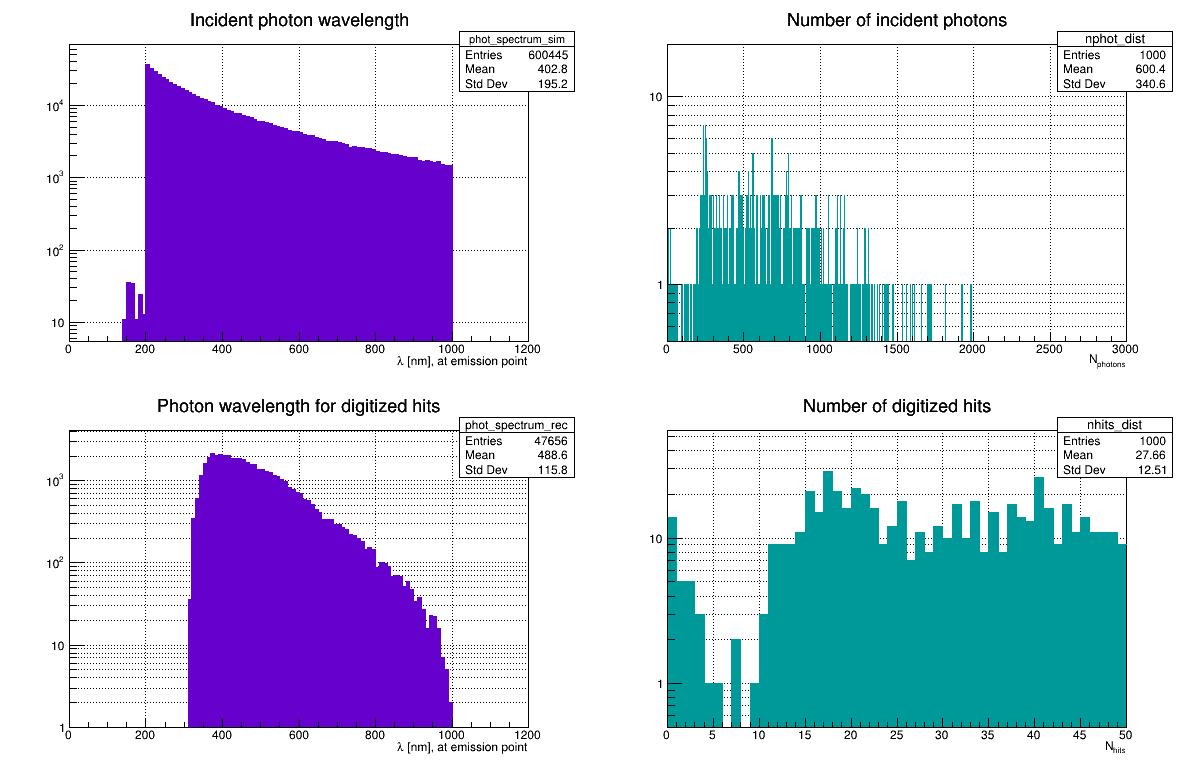 Incident photon wavelength
phot_spectrum_sim
Entries 600445
Mean 402.8
Std Dev 195.2
10^4
10^3
10^2
10
0 200 400 600 800 1000 1200
λ [nm], at emission point
Number of incident photons
nphot_dist
Entries 1000
Mean 600.4
Std Dev 340.6
10
1
0 500 1000 1500 2000 2500 3000
N_photons
Photon wavelength for digitized hits
phot_spectrum_rec
Entries 47656
Mean 488.6
Std Dev 115.8
10^3
10^2
10
1
0 200 400 600 800 1000 1200
λ [nm], at emission point
Number of digitized hits
nhits_dist
Entries 1000
Mean 27.66
Std Dev 12.51
10
1
0 5 10 15 20 25 30 35 40 45 50
N_hits